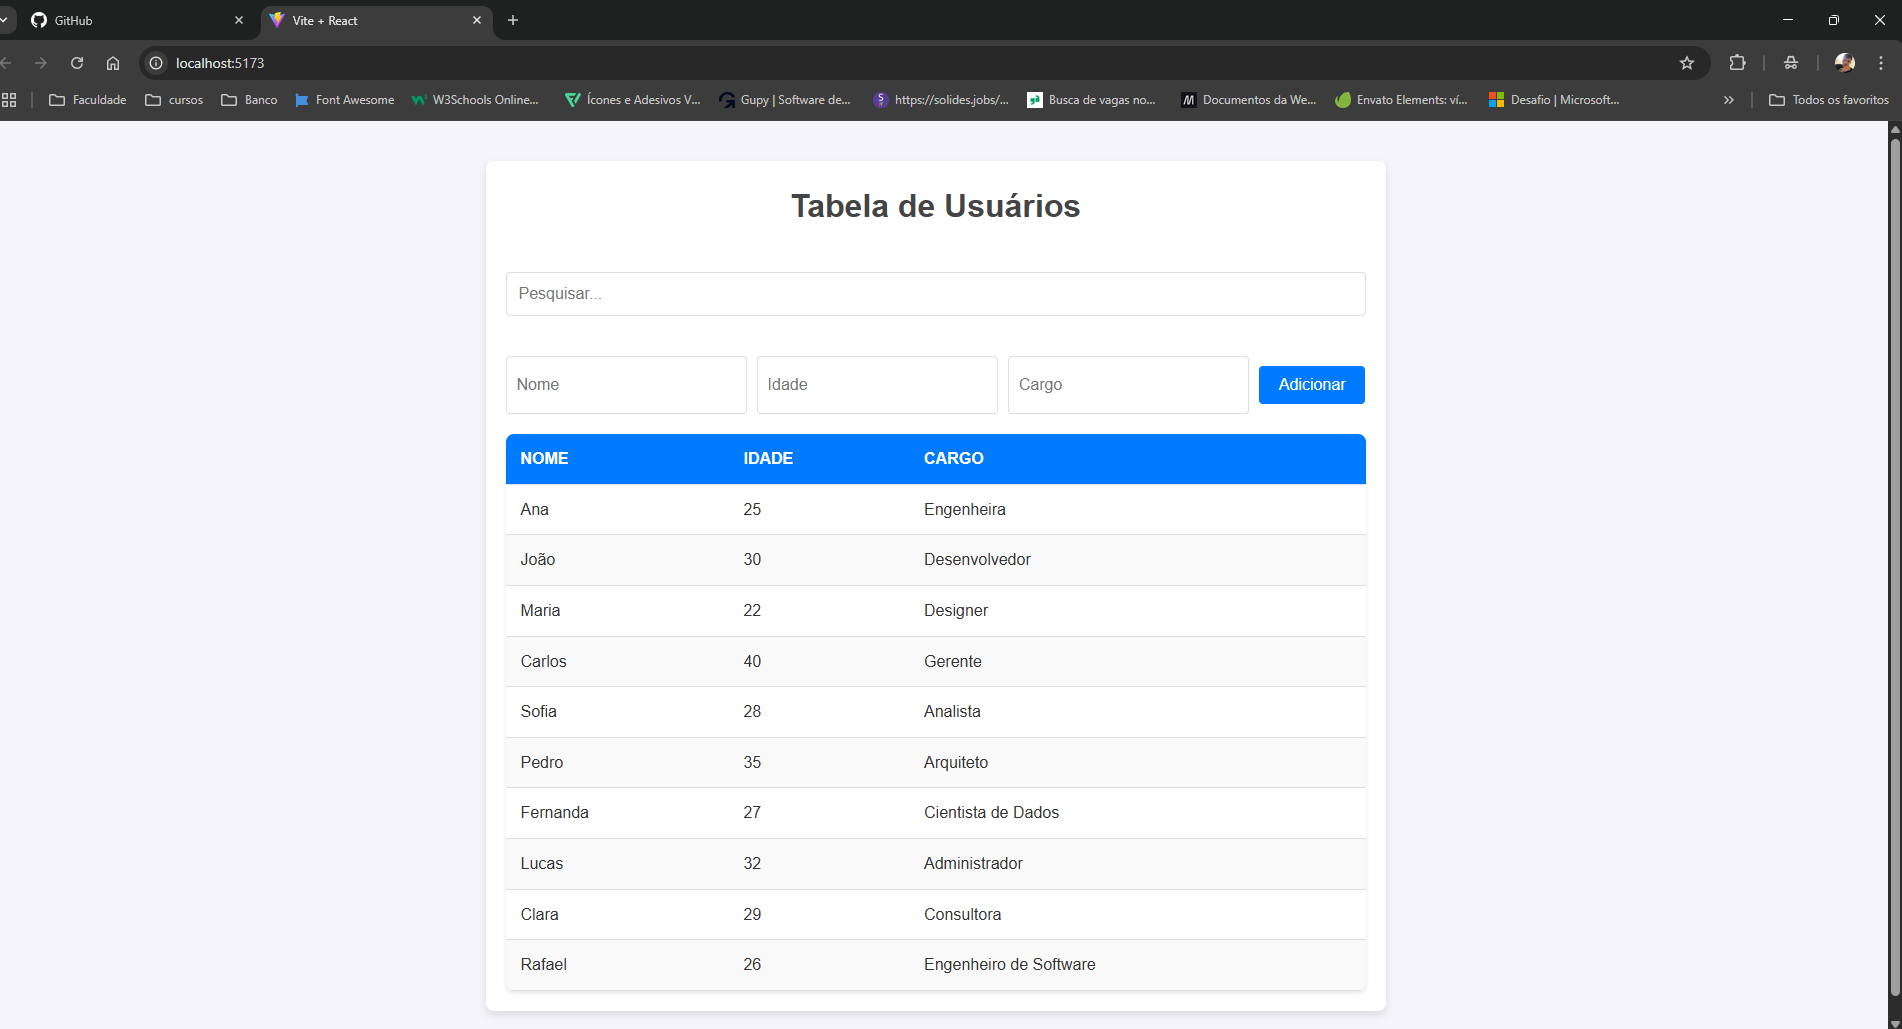 GitHub
Vite + React
localhost:5173
Faculdade cursos Banco Font Awesome W3Schools Online... Ícones e Adesivos V... Gupy | Software de... https://solides.jobs/... Busca de vagas no... Documentos da We... Envato Elements: ví... Desafio | Microsoft... Todos os favoritos
Tabela de Usuários
Pesquisar...
Nome Idade Cargo Adicionar
NOME IDADE CARGO
Ana 25 Engenheira
João 30 Desenvolvedor
Maria 22 Designer
Carlos 40 Gerente
Sofia 28 Analista
Pedro 35 Arquiteto
Fernanda 27 Cientista de Dados
Lucas 32 Administrador
Clara 29 Consultora
Rafael 26 Engenheiro de Software